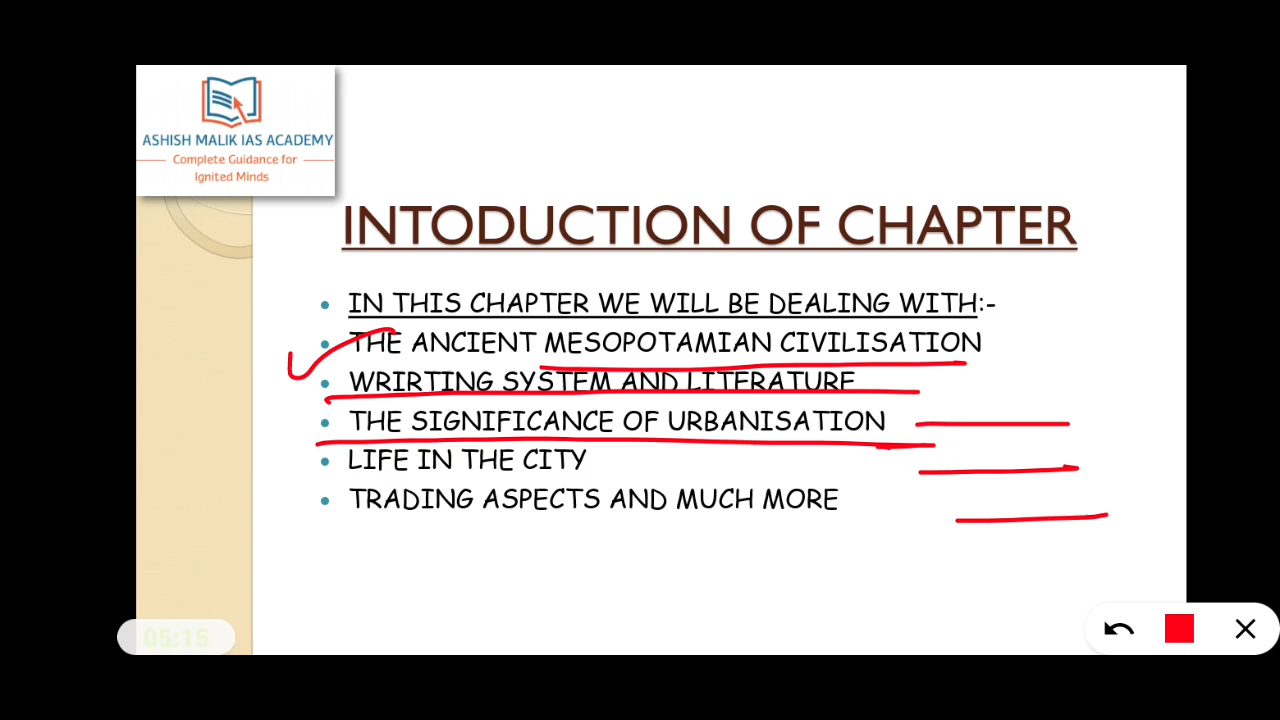 ASHISH MALIK IAS ACADEMY
Complete Guidance for
Ignited Minds
INTODUCTION OF CHAPTER
IN THIS CHAPTER WE WILL BE DEALING WITH:-
THE ANCIENT MESOPOTAMIAN CIVILISATION
WRIRTING SYSTEM AND LITERATURE
THE SIGNIFICANCE OF URBANISATION
LIFE IN THE CITY
TRADING ASPECTS AND MUCH MORE
05:15